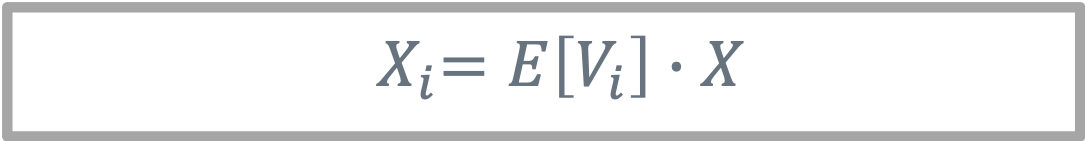 Xᵢ= E[Vᵢ] · X